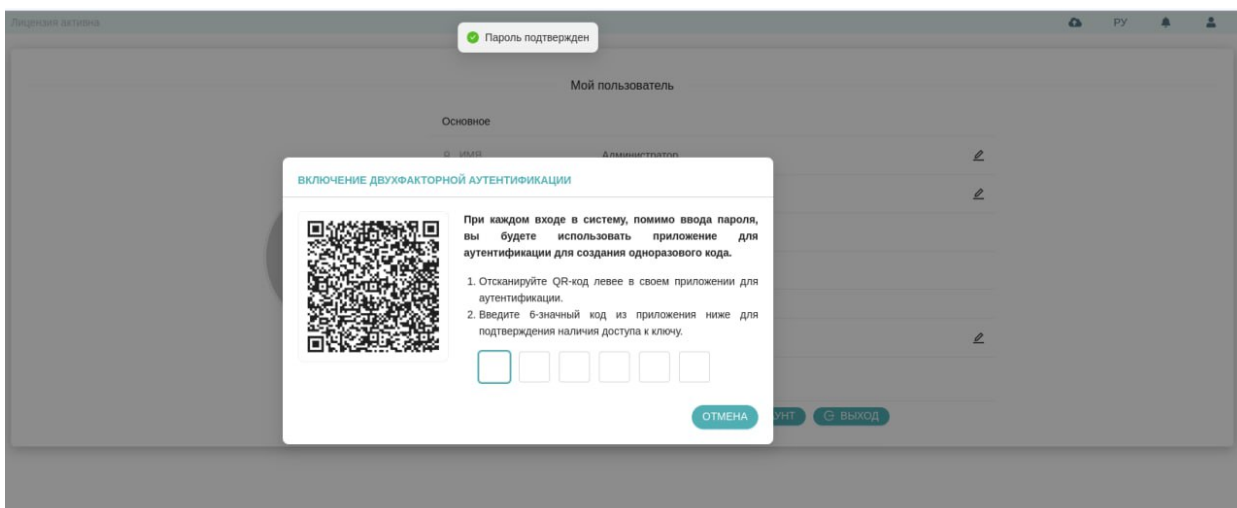 Лицензия активна
РУ
Пароль подтвержден
Мой пользователь
Основное
ИМЯ Администратор
ВКЛЮЧЕНИЕ ДВУХФАКТОРНОЙ АУТЕНТИФИКАЦИИ
При каждом входе в систему, помимо ввода пароля,
вы будете использовать приложение для
аутентификации для создания одноразового кода.
1. Отсканируйте QR-код левее в своем приложении для
аутентификации.
2. Введите 6-значный код из приложения ниже для
подтверждения наличия доступа к ключу.
ОТМЕНА
ВЫХОД